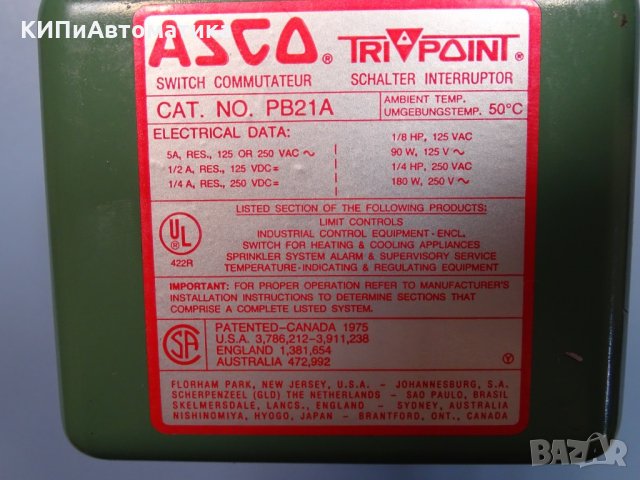 КИПиАвтоматик
ASCO® TRIPOINT®
SWITCH COMMUTATEUR SCHALTER INTERRUPTOR
CAT. NO. PB21A
AMBIENT TEMP.
UMGEBUNGSTEMP. 50°C
ELECTRICAL DATA:
5A, RES., 125 OR 250 VAC ∼
1/2 A, RES., 125 VDC ⎓
1/4 A, RES., 250 VDC ⎓
1/8 HP, 125 VAC
90 W, 125 V ∼
1/4 HP, 250 VAC
180 W, 250 V ∼
UL ®
422R
LISTED SECTION OF THE FOLLOWING PRODUCTS:
LIMIT CONTROLS
INDUSTRIAL CONTROL EQUIPMENT - ENCL.
SWITCH FOR HEATING & COOLING APPLIANCES
SPRINKLER SYSTEM ALARM & SUPERVISORY SERVICE
TEMPERATURE-INDICATING & REGULATING EQUIPMENT
IMPORTANT: FOR PROPER OPERATION REFER TO MANUFACTURER'S
INSTALLATION INSTRUCTIONS TO DETERMINE SECTIONS THAT
COMPRISE A COMPLETE LISTED SYSTEM.
SA
PATENTED-CANADA 1975
U.S.A. 3,786,212-3,911,238
ENGLAND 1,381,654
AUSTRALIA 472,992
Y
FLORHAM PARK, NEW JERSEY, U.S.A. - JOHANNESBURG, S.A.
SCHERPENZEEL (GLD) THE NETHERLANDS - SAO PAULO, BRASIL
SKELMERSDALE, LANCS., ENGLAND - SYDNEY, AUSTRALIA
NISHINOMIYA, HYOGO, JAPAN - BRANTFORD, ONT., CANADA
BAZAR